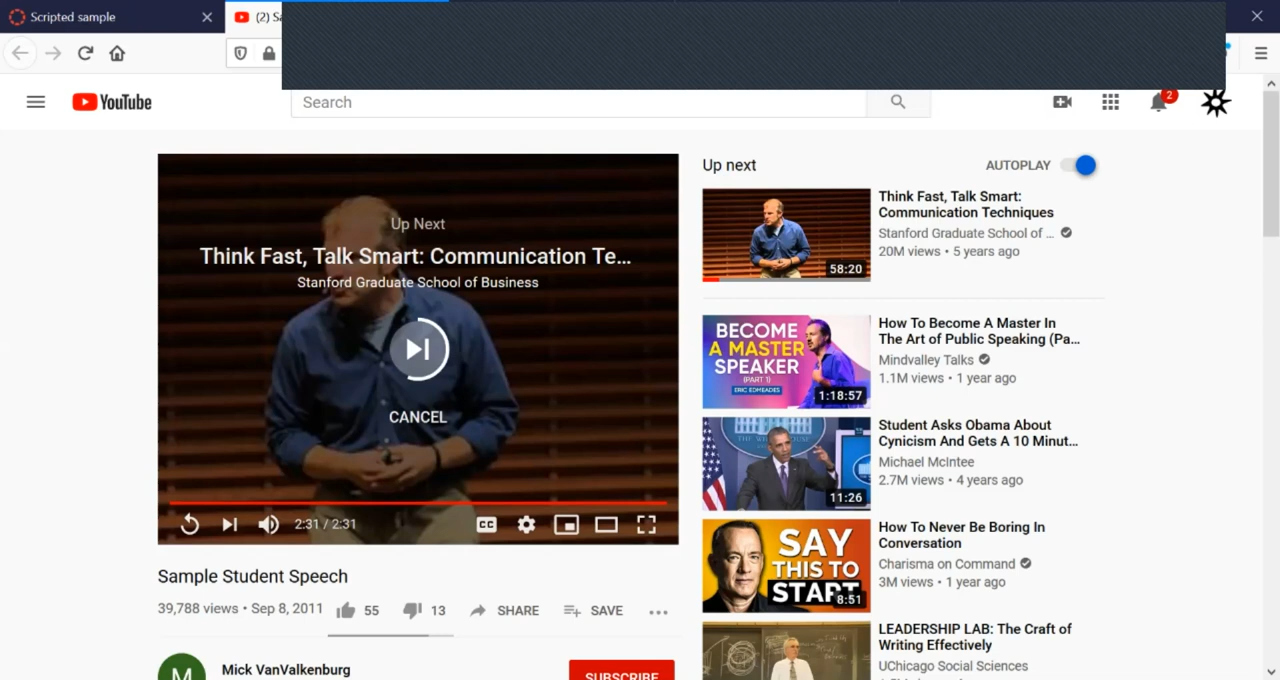 Scripted sample
(2) Sa
YouTube
Search
2
Up Next
Think Fast, Talk Smart: Communication Te...
Stanford Graduate School of Business
CANCEL
2:31 / 2:31
CC
Sample Student Speech
39,788 views • Sep 8, 2011
55
13
SHARE
SAVE
M
Mick VanValkenburg
SUBSCRIBE
Up next
AUTOPLAY
58:20
Think Fast, Talk Smart:
Communication Techniques
Stanford Graduate School of ...
20M views • 5 years ago
BECOME
A MASTER
SPEAKER
(PART 1)
ERIC EDMEADES
1:18:57
How To Become A Master In
The Art of Public Speaking (Pa...
Mindvalley Talks
1.1M views • 1 year ago
THE WHITE HOUSE
11:26
Student Asks Obama About
Cynicism And Gets A 10 Minut...
Michael McIntee
2.7M views • 4 years ago
SAY
THIS TO
START
8:51
How To Never Be Boring In
Conversation
Charisma on Command
3M views • 1 year ago
LEADERSHIP LAB: The Craft of
Writing Effectively
UChicago Social Sciences